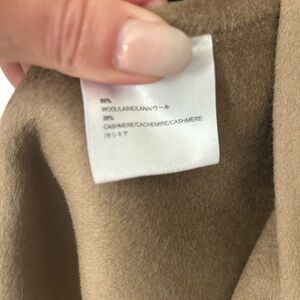 80%
WOOL/LAINE/LANA/ウール
20%
CASHMERE/CACHEMIRE/CASHMERE
/カシミア